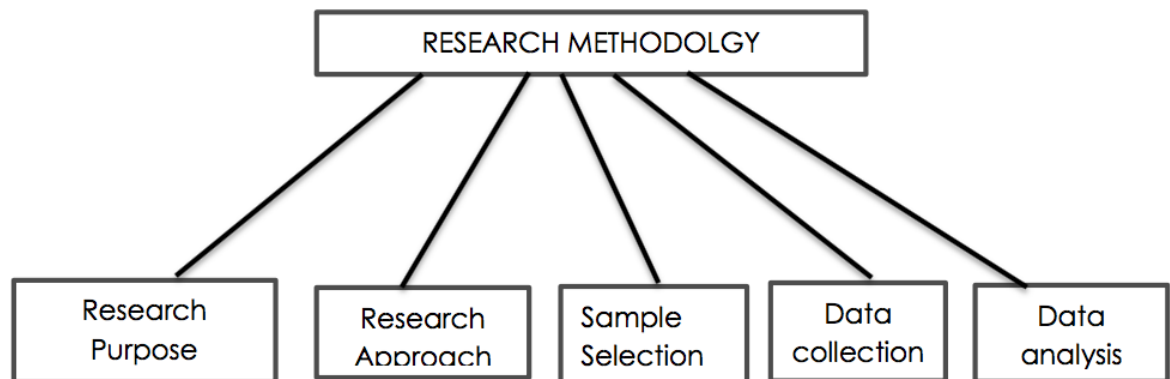 RESEARCH METHODOLGY
Research
Purpose
Research
Approach
Sample
Selection
Data
collection
Data
analysis